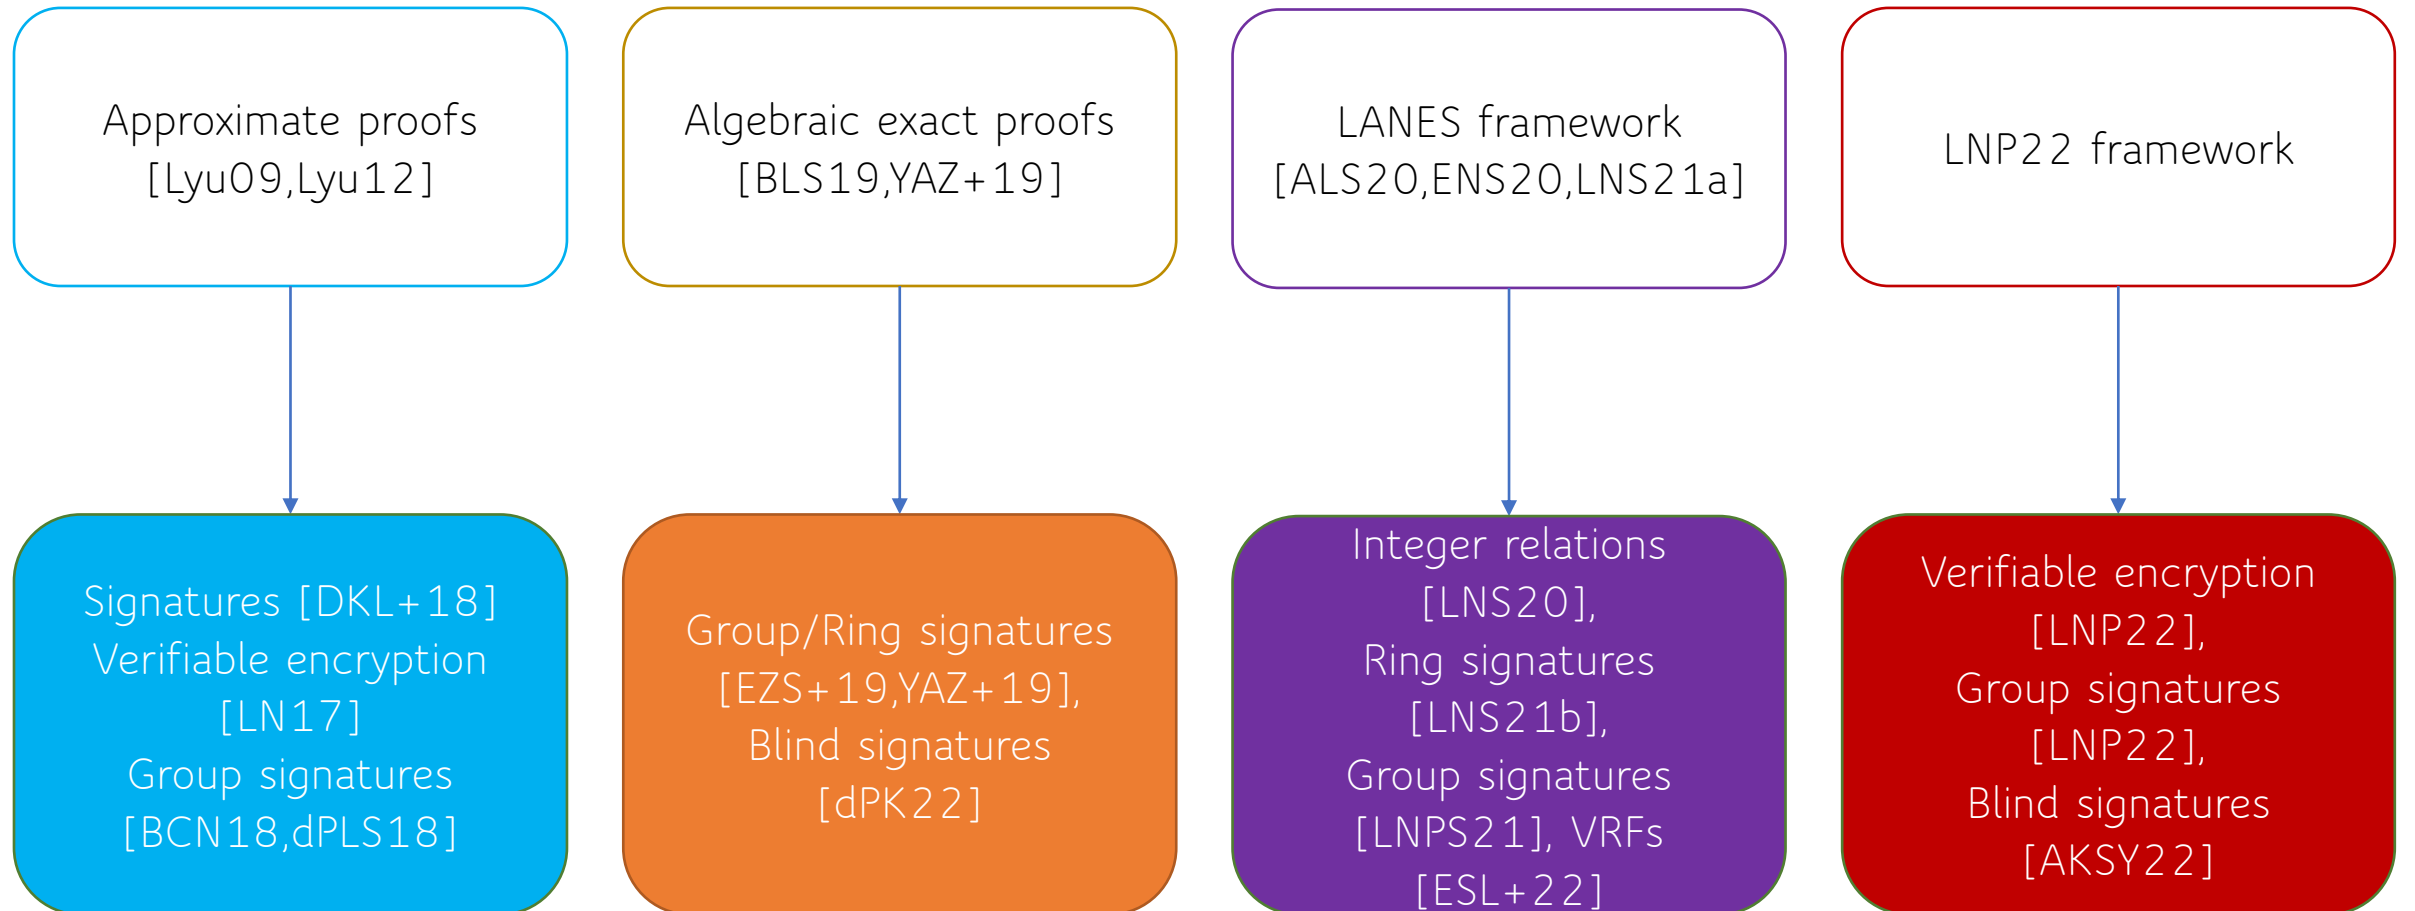 Approximate proofs
[Lyu09,Lyu12]
Algebraic exact proofs
[BLS19,YAZ+19]
LANES framework
[ALS20,ENS20,LNS21a]
LNP22 framework
Signatures [DKL+18]
Verifiable encryption
[LN17]
Group signatures
[BCN18,dPLS18]
Group/Ring signatures
[EZS+19,YAZ+19],
Blind signatures
[dPK22]
Integer relations
[LNS20],
Ring signatures
[LNS21b],
Group signatures
[LNPS21], VRFs
[ESL+22]
Verifiable encryption
[LNP22],
Group signatures
[LNP22],
Blind signatures
[AKSY22]